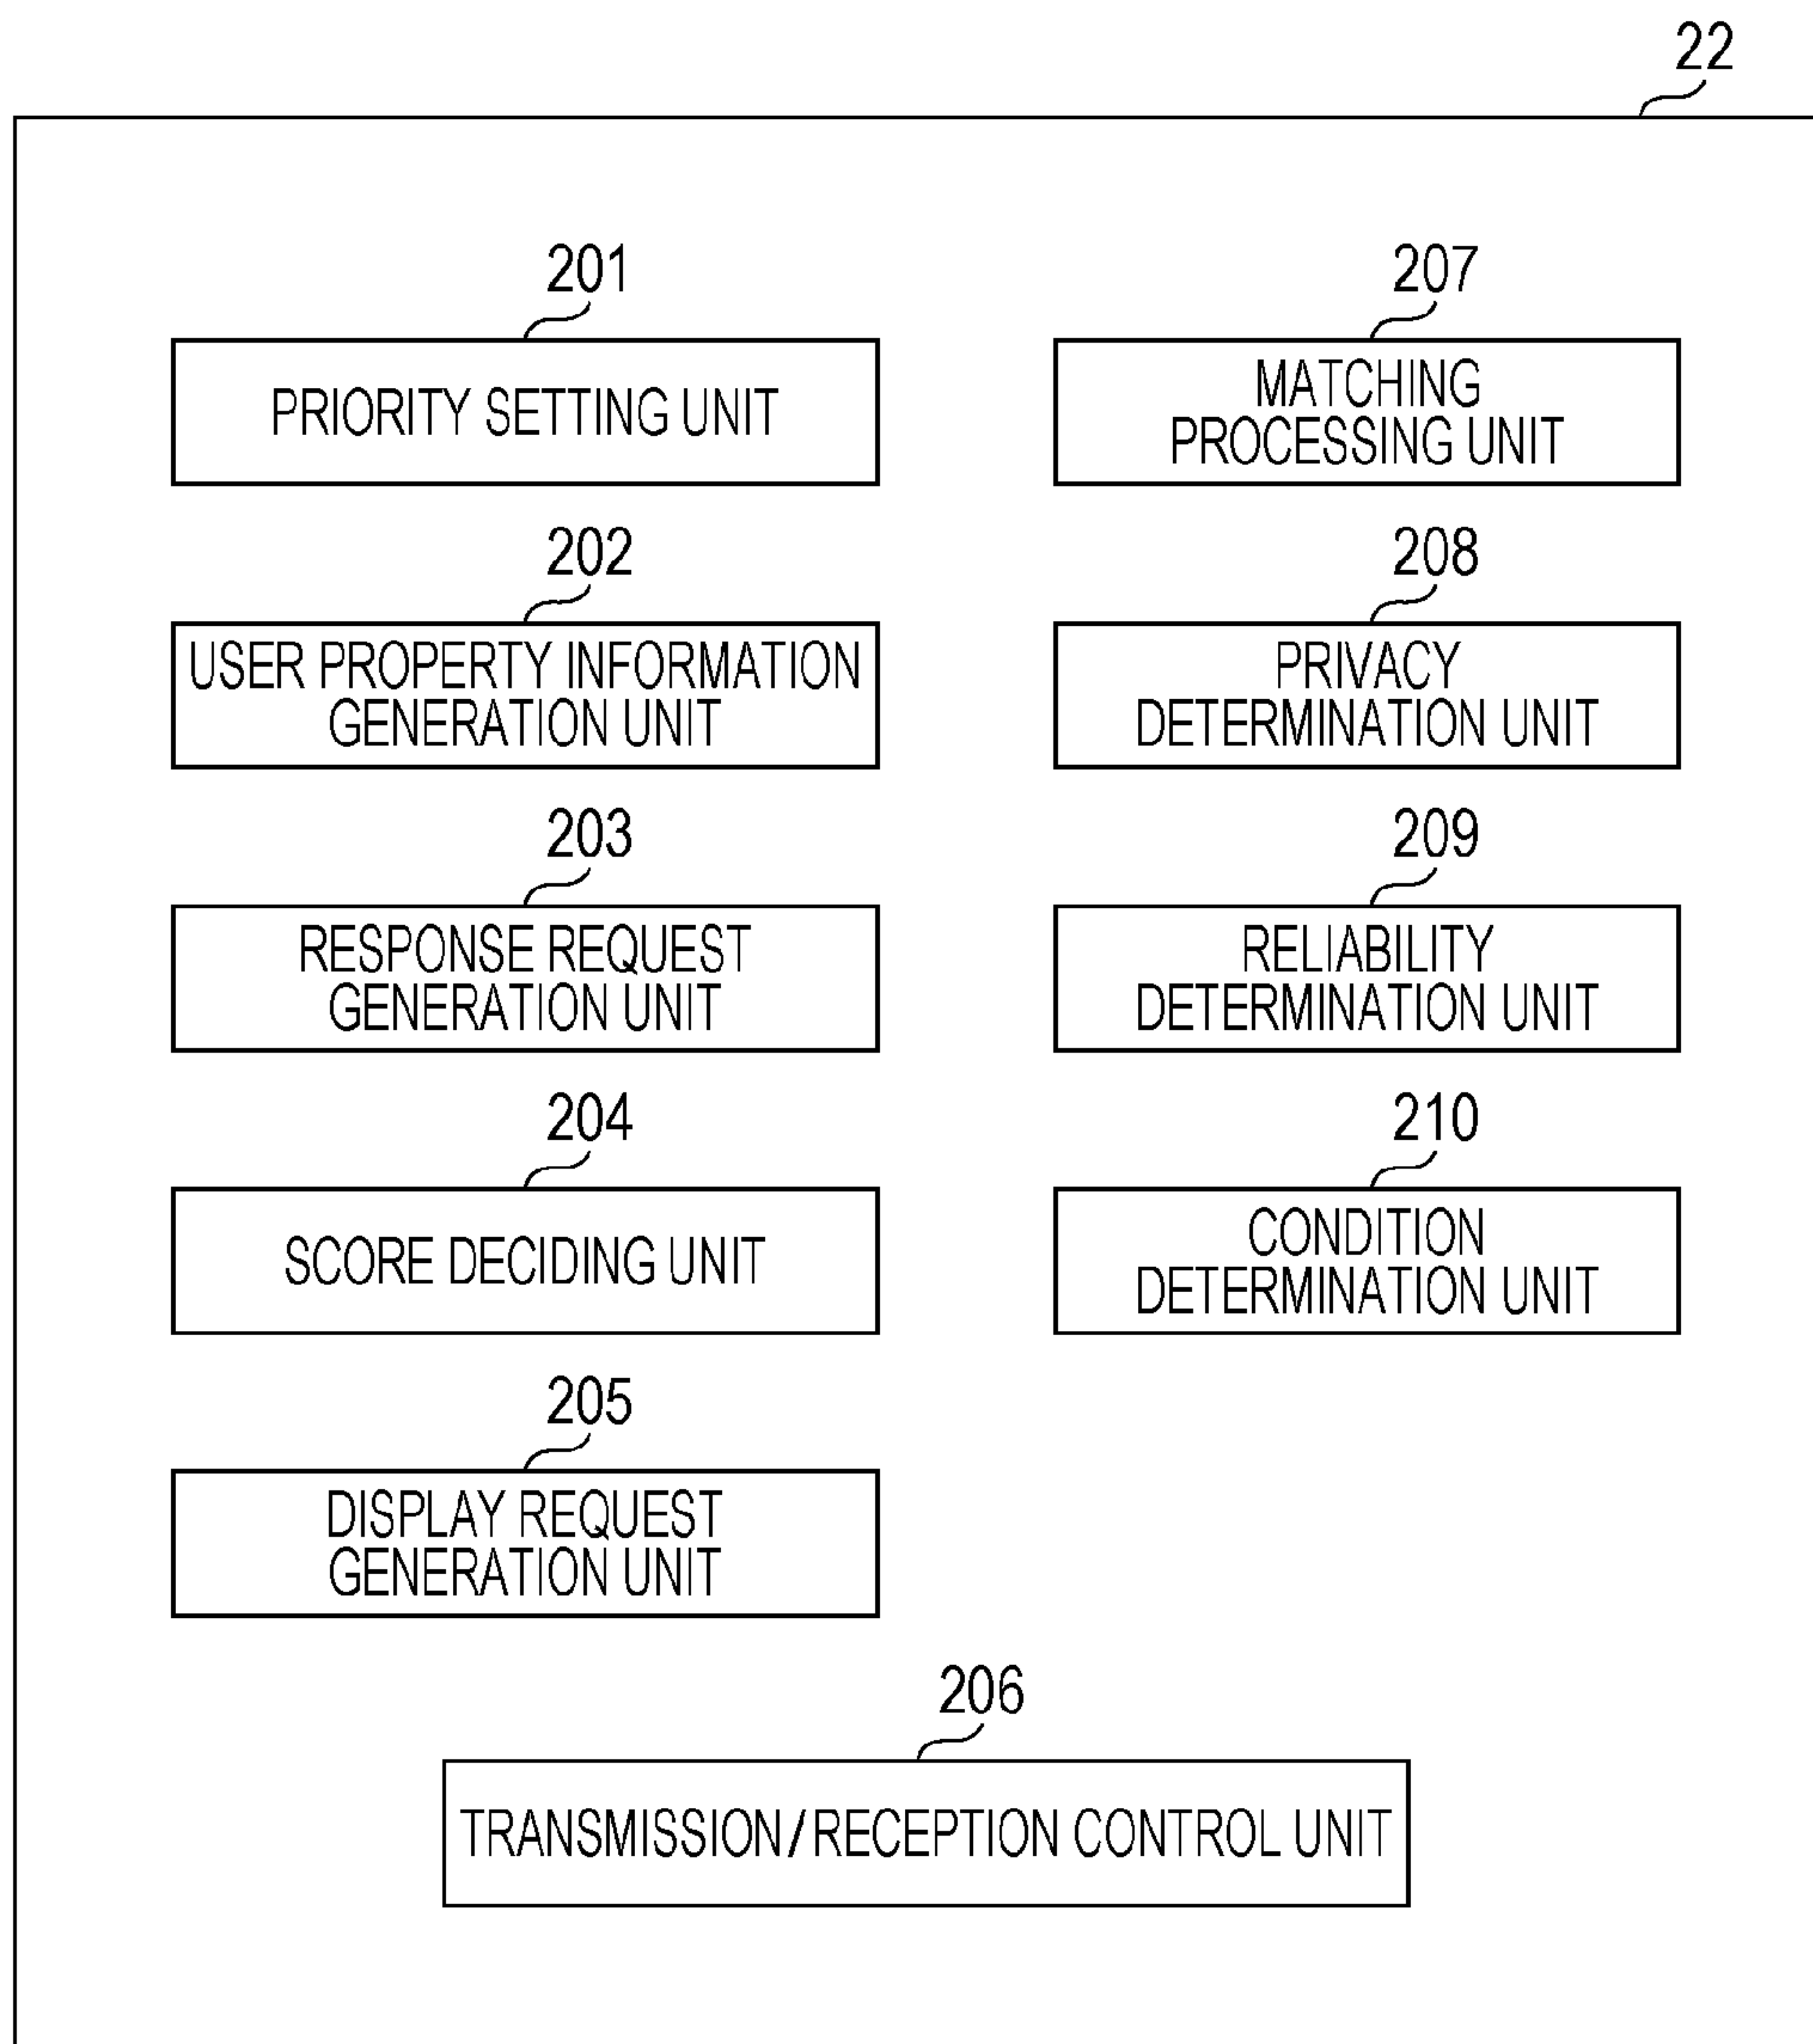 22
201
PRIORITY SETTING UNIT
202
USER PROPERTY INFORMATION
GENERATION UNIT
203
RESPONSE REQUEST
GENERATION UNIT
204
SCORE DECIDING UNIT
205
DISPLAY REQUEST
GENERATION UNIT
207
MATCHING
PROCESSING UNIT
208
PRIVACY
DETERMINATION UNIT
209
RELIABILITY
DETERMINATION UNIT
210
CONDITION
DETERMINATION UNIT
206
TRANSMISSION/RECEPTION CONTROL UNIT